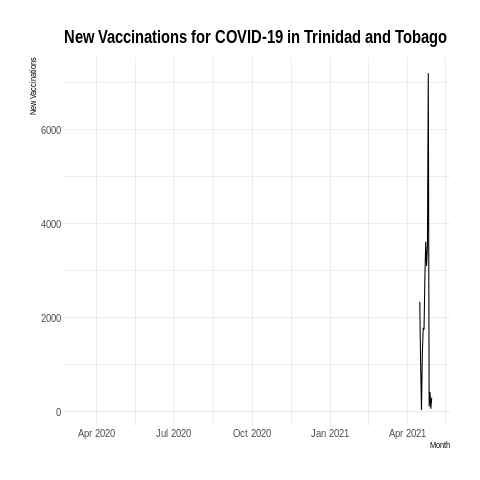 New Vaccinations for COVID-19 in Trinidad and Tobago
New Vaccinations
6000
4000
2000
0
Apr 2020 Jul 2020 Oct 2020 Jan 2021 Apr 2021
Month